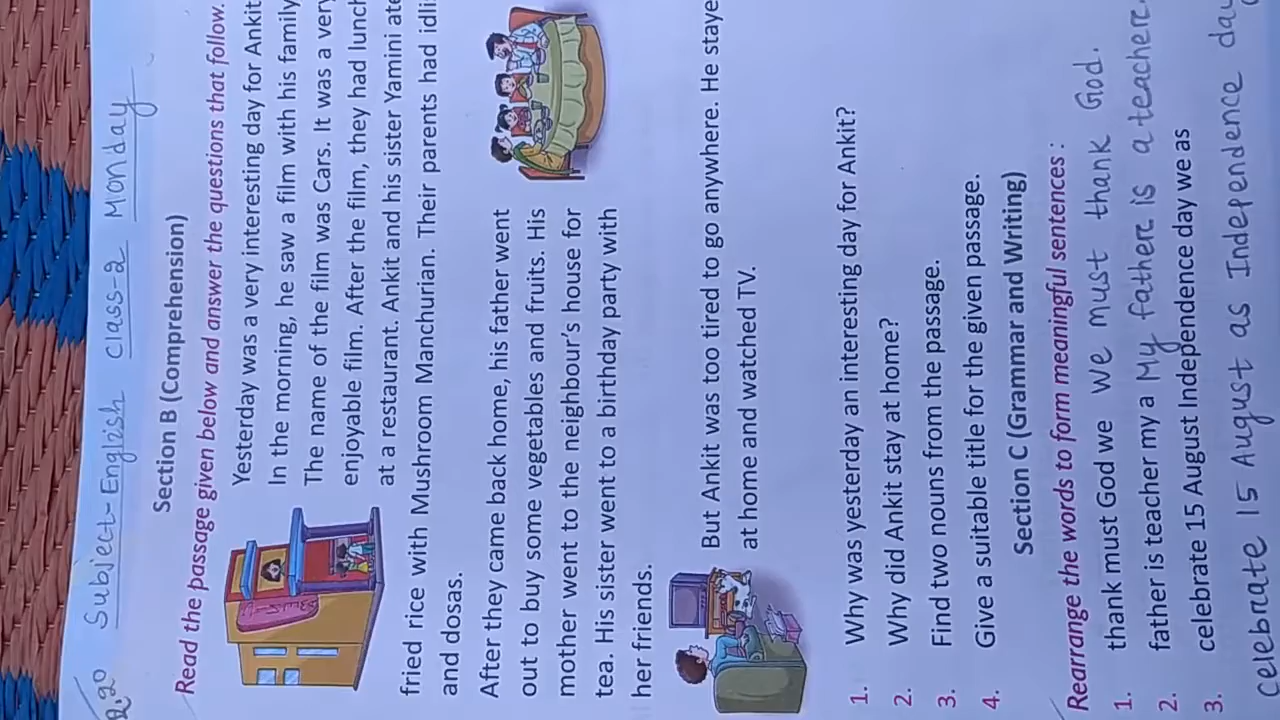 2.20 Subject-English Class-2 Monday
Section B (Comprehension)
Read the passage given below and answer the questions that follow.
Yesterday was a very interesting day for Ankit
In the morning, he saw a film with his family
The name of the film was Cars. It was a very
enjoyable film. After the film, they had lunch
at a restaurant. Ankit and his sister Yamini ate
fried rice with Mushroom Manchurian. Their parents had idli
and dosas.
After they came back home, his father went
out to buy some vegetables and fruits. His
mother went to the neighbour's house for
tea. His sister went to a birthday party with
her friends.
But Ankit was too tired to go anywhere. He staye
at home and watched TV.
1. Why was yesterday an interesting day for Ankit?
2. Why did Ankit stay at home?
3. Find two nouns from the passage.
4. Give a suitable title for the given passage.
Section C (Grammar and Writing)
Rearrange the words to form meaningful sentences :
1. thank must God we We must thank God.
2. father is teacher my a My father is a teacher.
3. celebrate 15 August Independence day we as
celebrate 15 August as Independence day